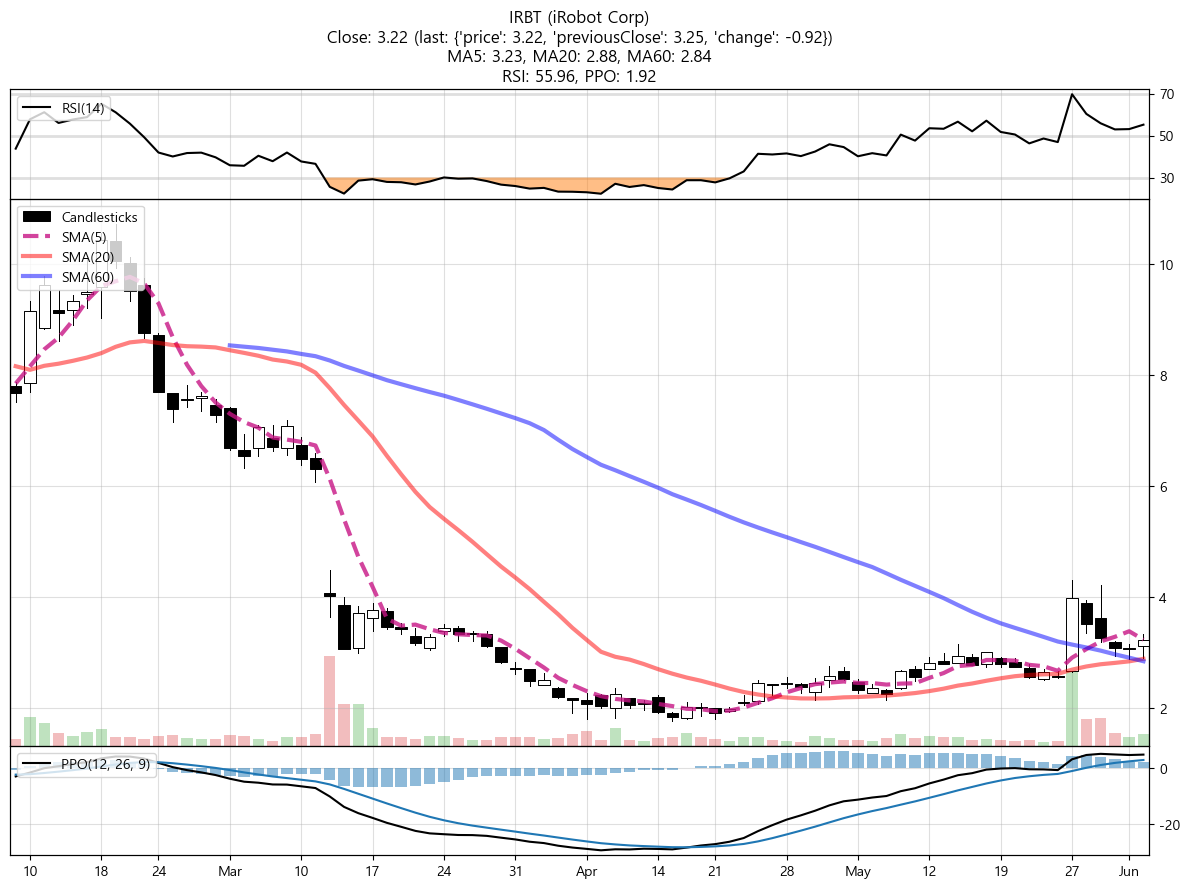 IRBT (iRobot Corp)
Close: 3.22 (last: {'price': 3.22, 'previousClose': 3.25, 'change': -0.92})
MA5: 3.23, MA20: 2.88, MA60: 2.84
RSI: 55.96, PPO: 1.92
RSI(14)
70
50
30
Candlesticks
SMA(5)
SMA(20)
SMA(60)
10
8
6
4
2
PPO(12, 26, 9)
0
-20
10 18 24 Mar 10 17 24 31 Apr 14 21 28 May 12 19 27 Jun